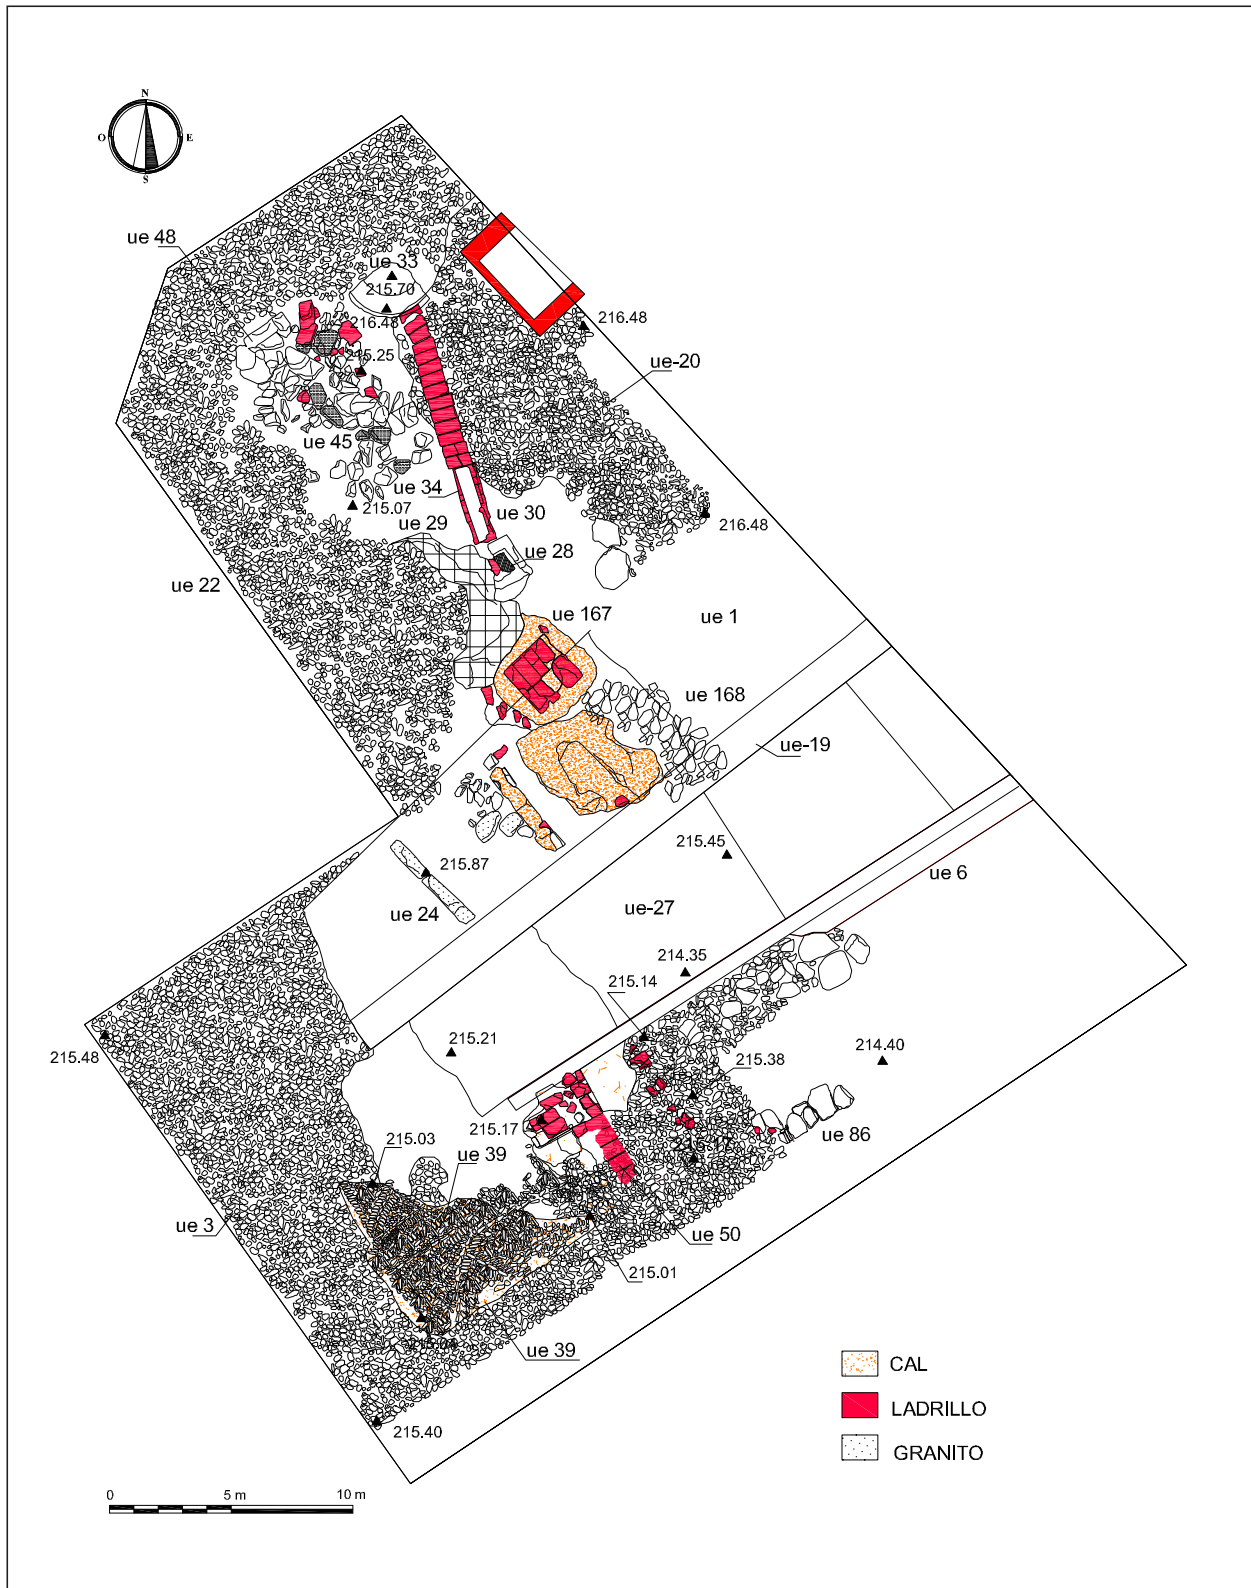 N
O E
S
ue 48
ue 33
215.70
216.48
216.48
215.25
ue-20
ue 45
ue 34
215.07
ue 30
ue 29
216.48
ue 28
ue 22
ue 167
ue 1
ue 168
ue-19
215.45
215.87
ue 6
ue 24
ue-27
214.35
215.14
215.48
215.21
214.40
215.38
215.17
ue 86
215.03
ue 39
ue 3
ue 50
215.01
ue 39
215.40
CAL
LADRILLO
GRANITO
0 5 m 10 m